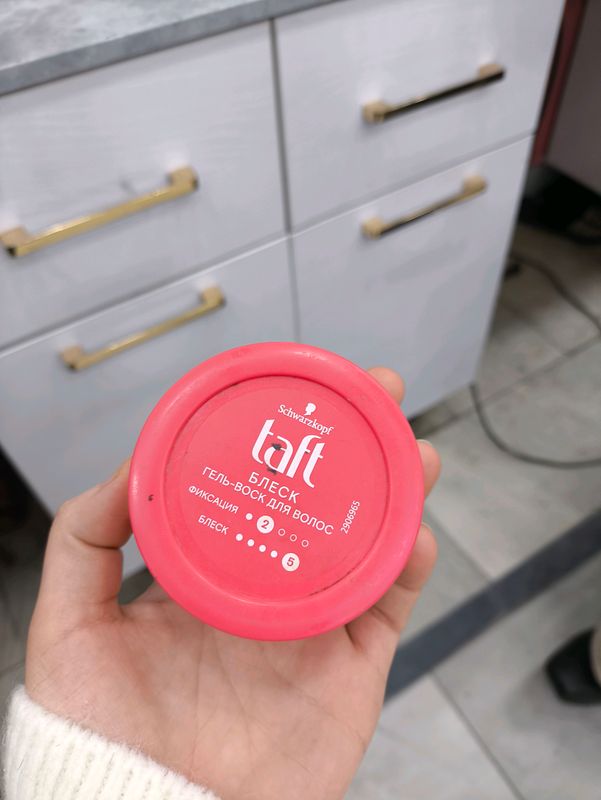 Schwarzkopf
taft
БЛЕСК
ГЕЛЬ-ВОСК ДЛЯ ВОЛОС
ФИКСАЦИЯ 2
БЛЕСК 5
2906965